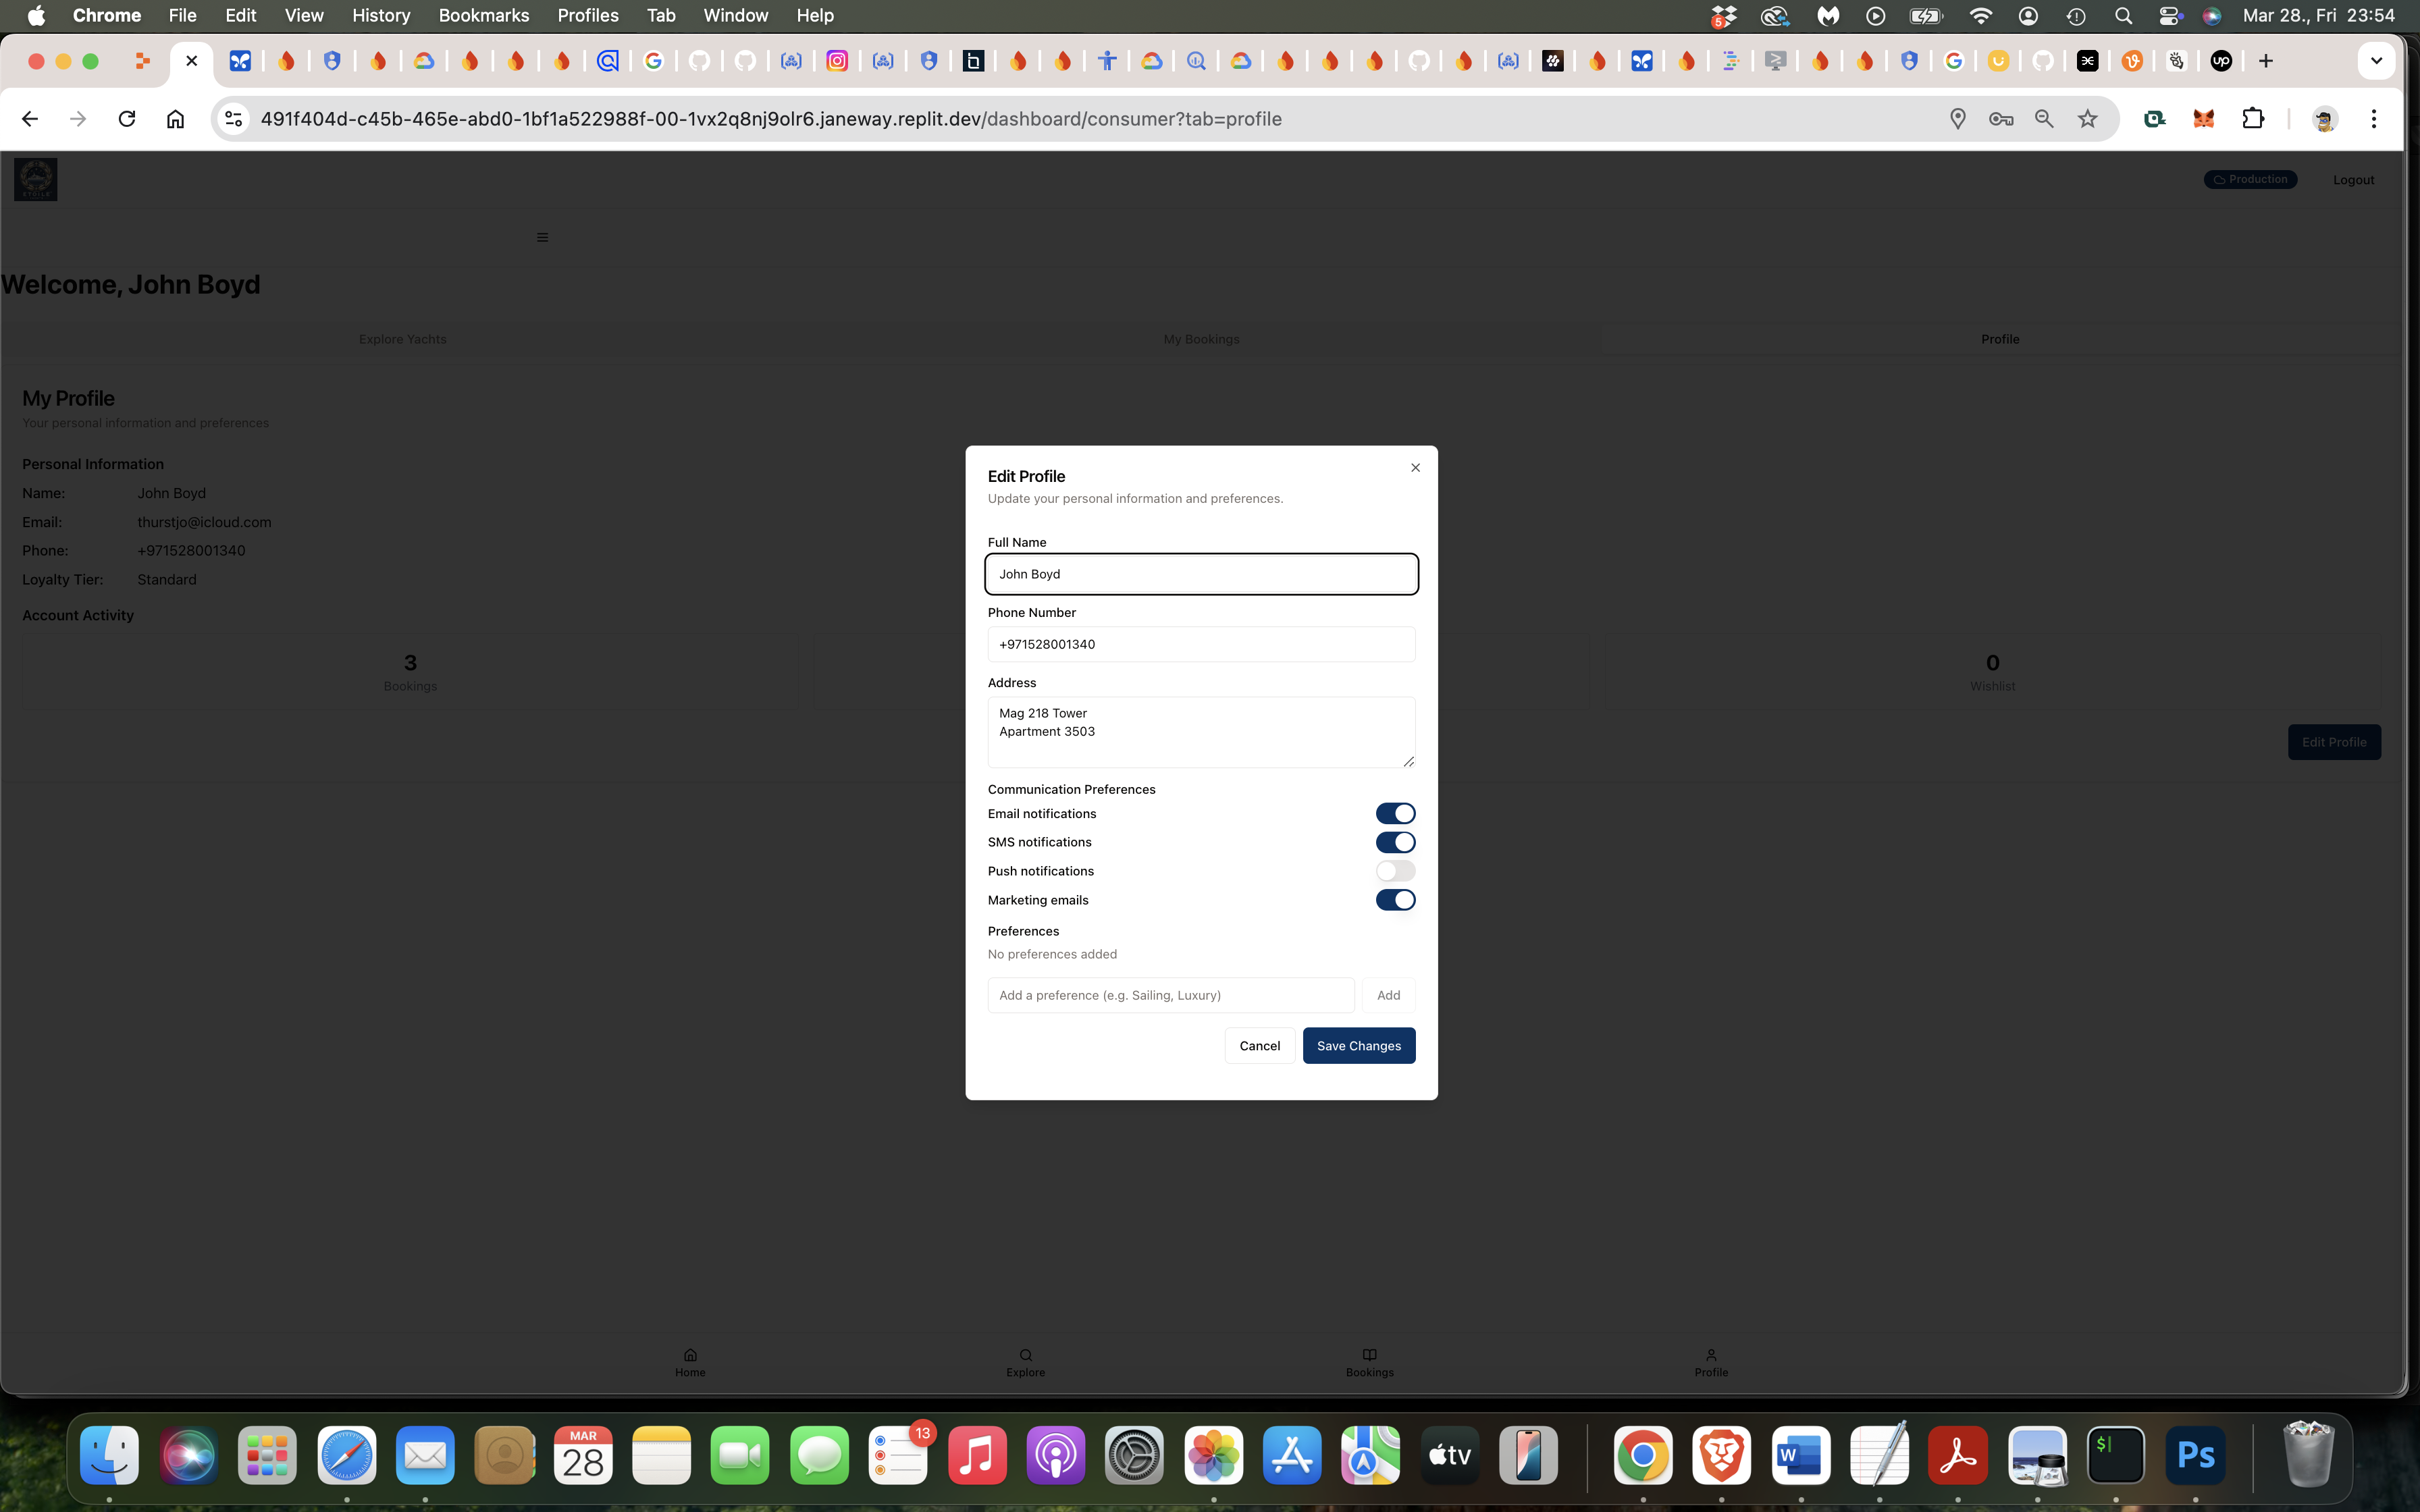 Chrome File Edit View History Bookmarks Profiles Tab Window Help
5
Mar 28., Fri 23:54
491f404d-c45b-465e-abd0-1bf1a522988f-00-1vx2q8nj9olr6.janeway.replit.dev/dashboard/consumer?tab=profile
Production
Logout
Welcome, John Boyd
Explore Yachts
My Bookings
Profile
My Profile
Your personal information and preferences
Personal Information
Name: John Boyd
Email: thurstjo@icloud.com
Phone: +971528001340
Loyalty Tier: Standard
Account Activity
3
Bookings
0
Wishlist
Edit Profile
Edit Profile
Update your personal information and preferences.
Full Name
John Boyd
Phone Number
+971528001340
Address
Mag 218 Tower
Apartment 3503
Communication Preferences
Email notifications
SMS notifications
Push notifications
Marketing emails
Preferences
No preferences added
Add a preference (e.g. Sailing, Luxury)
Add
Cancel
Save Changes
Home
Explore
Bookings
Profile
MAR
28
13
tv
W
$
Ps